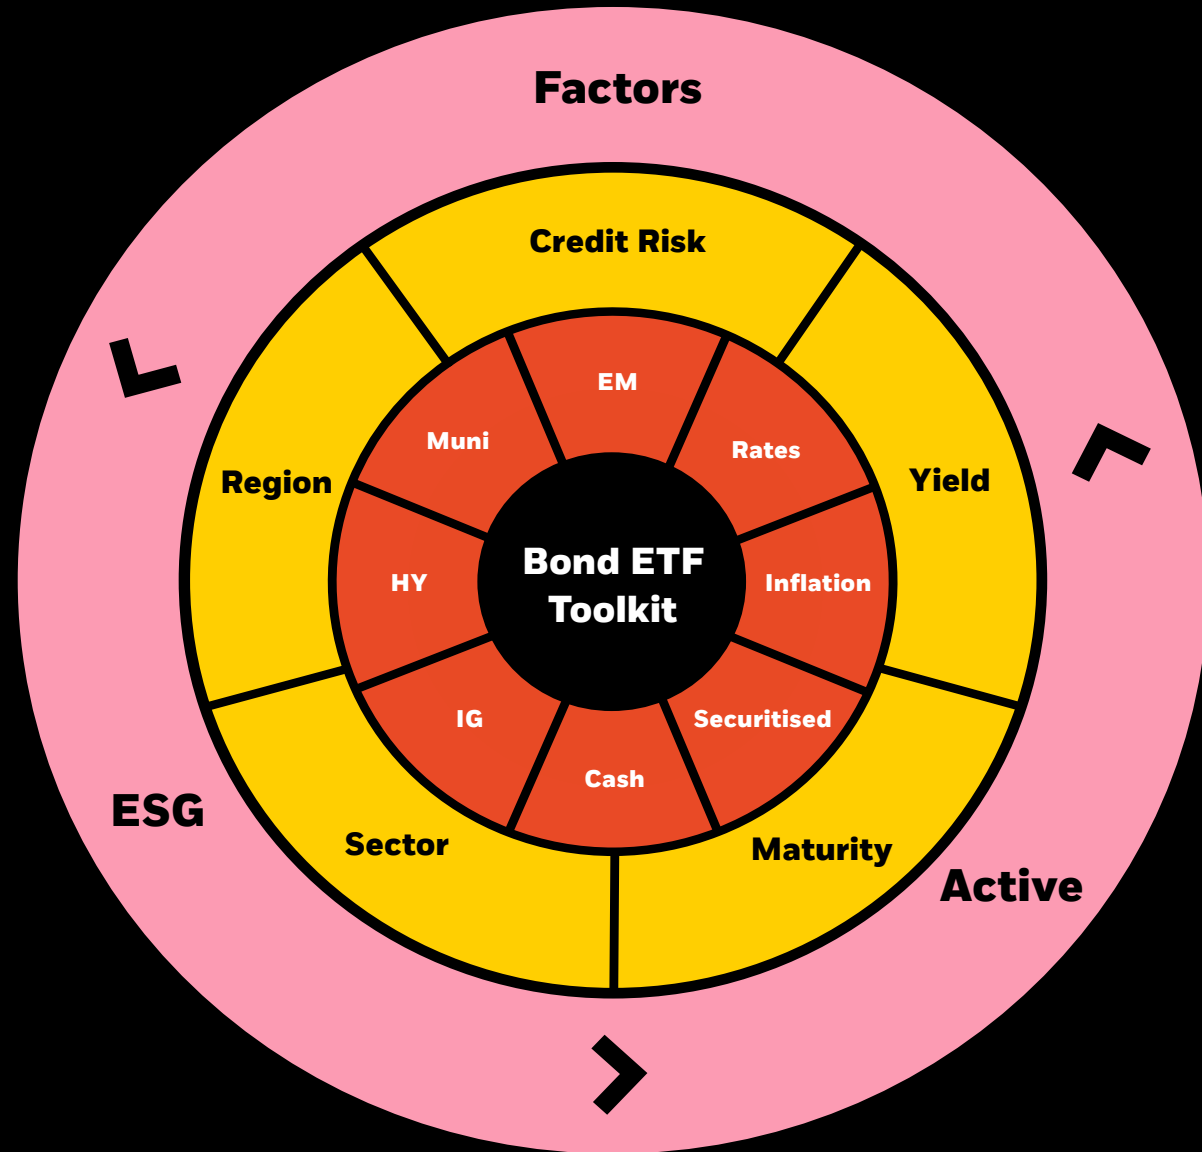 Factors
Credit Risk
EM
Muni
Rates
Region
Yield
Bond ETF
Toolkit
HY
Inflation
IG
Securitised
Cash
ESG
Sector
Maturity
Active